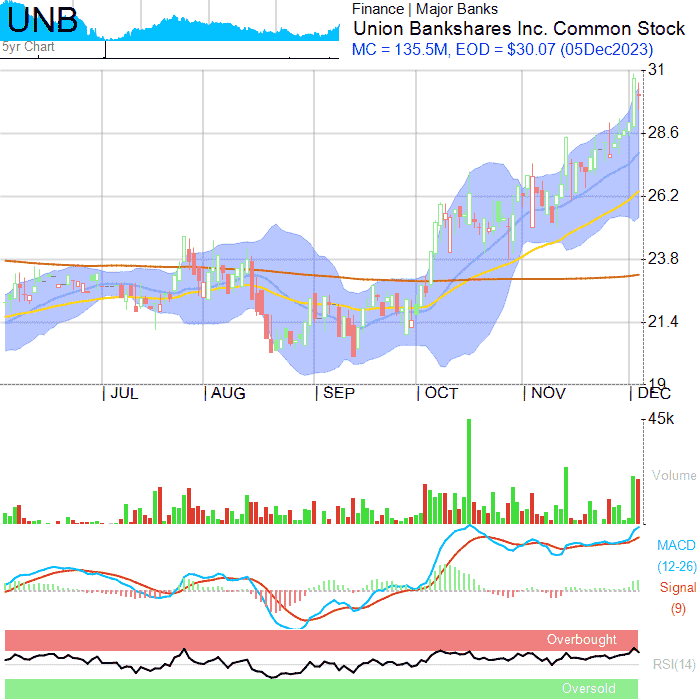 UNB
5yr Chart
Finance | Major Banks
Union Bankshares Inc. Common Stock
MC = 135.5M, EOD = $30.07 (05Dec2023)
31
28.6
26.2
23.8
21.4
19
JUL AUG SEP OCT NOV DEC
45k
Volume
MACD
(12-26)
Signal
(9)
Overbought
RSI(14)
Oversold